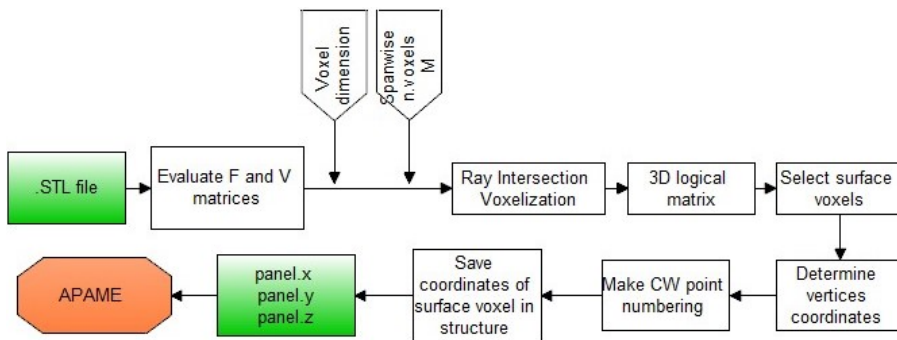 Voxel
dimension
Spanwise
n.voxels
M
.STL file
Evaluate F and V
matrices
Ray Intersection
Voxelization
3D logical
matrix
Select surface
voxels
Determine
vertices
coordinates
Make CW point
numbering
Save
coordinates of
surface voxel in
structure
panel.x
panel.y
panel.z
APAME